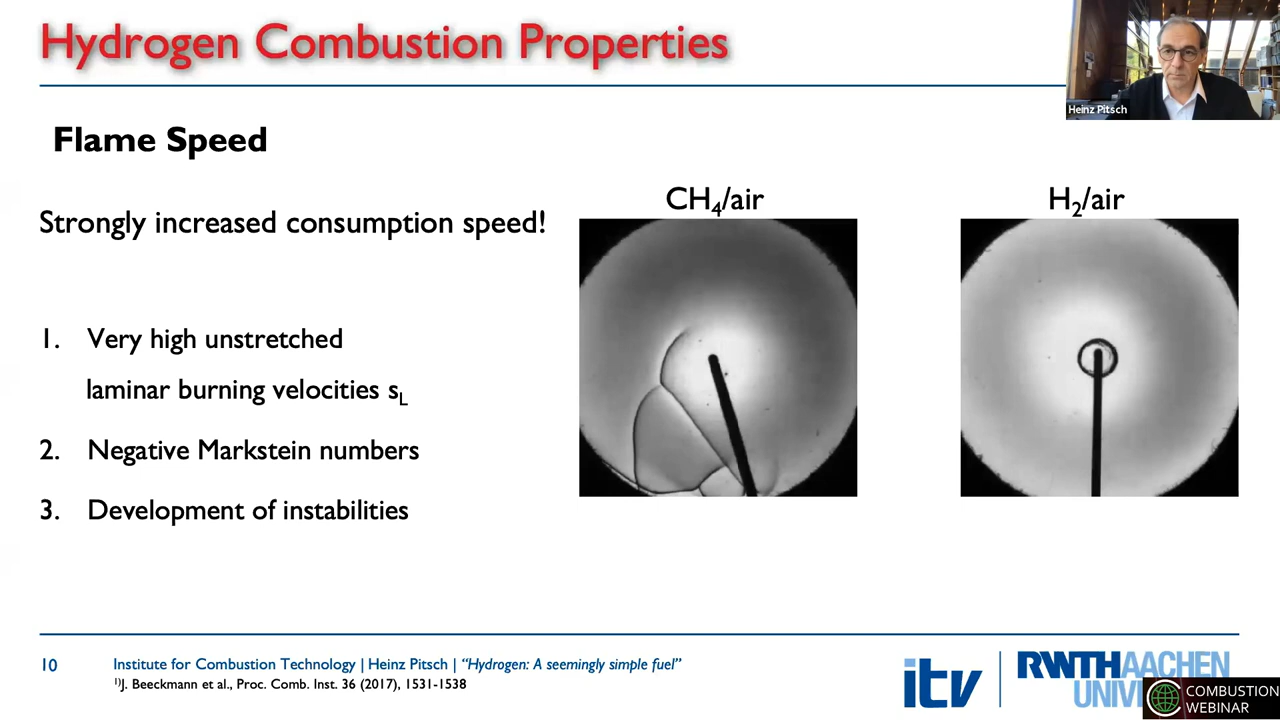 Hydrogen Combustion Properties
Heinz Pitsch
Flame Speed
Strongly increased consumption speed!
CH₄/air
H₂/air
1. Very high unstretched
laminar burning velocities s_L
2. Negative Markstein numbers
3. Development of instabilities
10
Institute for Combustion Technology | Heinz Pitsch | “Hydrogen: A seemingly simple fuel”
¹⁾J. Beeckmann et al., Proc. Comb. Inst. 36 (2017), 1531-1538
itv
RWTHAACHEN
UNIV
COMBUSTION
WEBINAR